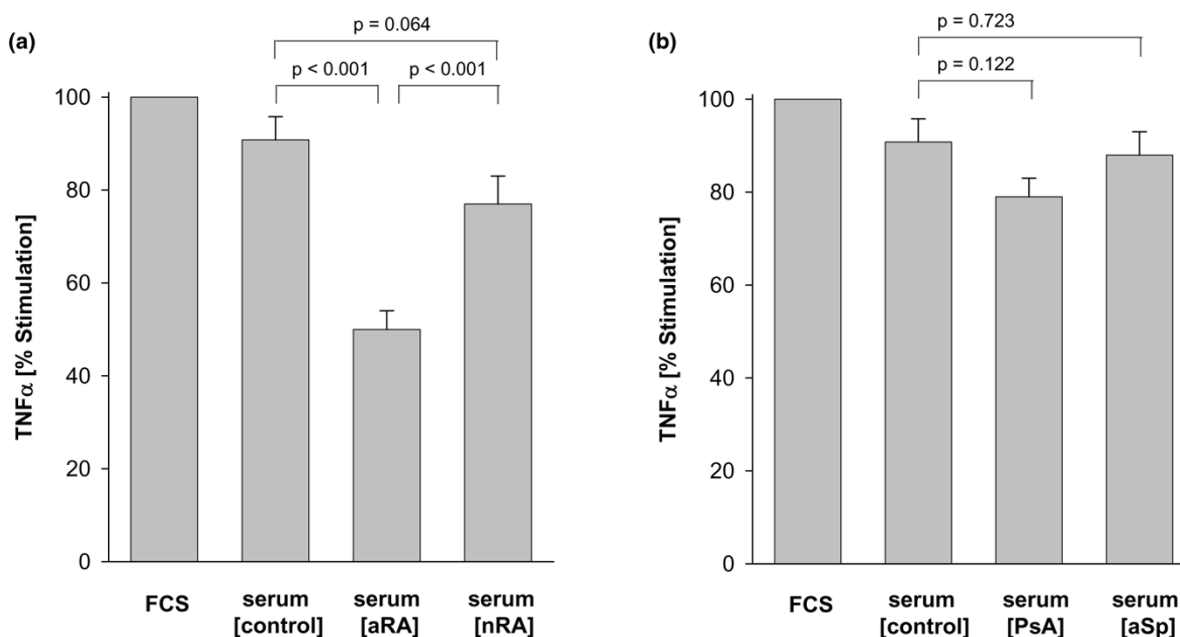 (a)
p = 0.064
p < 0.001 p < 0.001
TNFα [% Stimulation]
100
80
60
40
20
0
FCS
serum
[control]
serum
[aRA]
serum
[nRA]
(b)
p = 0.723
p = 0.122
TNFα [% Stimulation]
100
80
60
40
20
0
FCS
serum
[control]
serum
[PsA]
serum
[aSp]